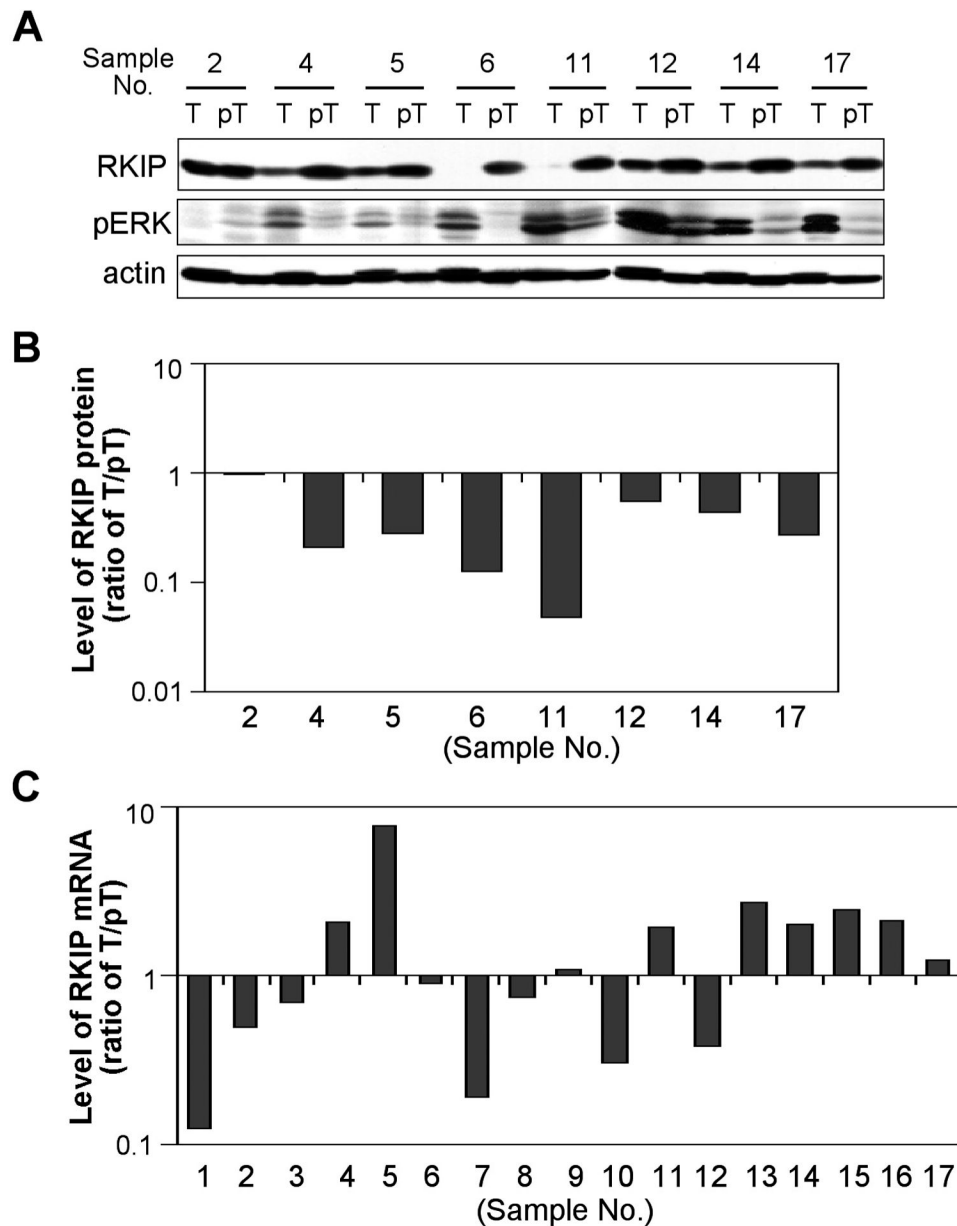 A
Sample No. 2 4 5 6 11 12 14 17
T pT T pT T pT T pT T pT T pT T pT T pT
RKIP
pERK
actin
B
Level of RKIP protein
(ratio of T/pT)
10
1
0.1
0.01
2 4 5 6 11 12 14 17
(Sample No.)
C
Level of RKIP mRNA
(ratio of T/pT)
10
1
0.1
1 2 3 4 5 6 7 8 9 10 11 12 13 14 15 16 17
(Sample No.)